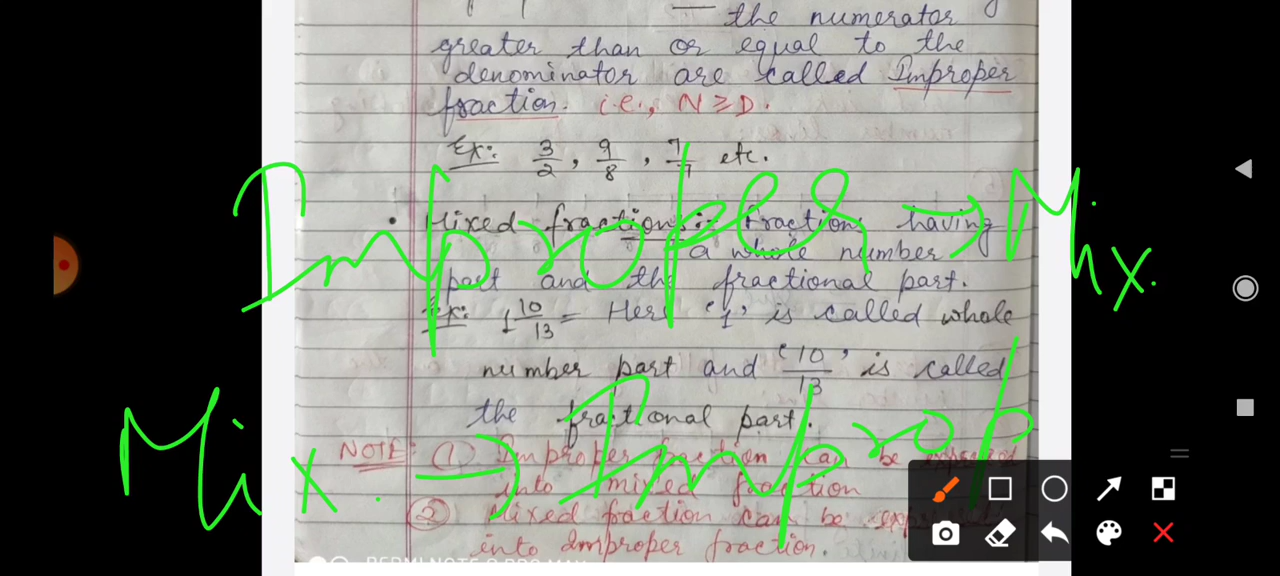 the numerator
greater than or equal to the
denominator are called Improper
fraction. i.e., N ≥ D.
Ex: 3/2, 9/8, 7/7 etc.
Improper → Mix.
• Mixed fractions :- fractions having
a whole number
part and the fractional part.
Ex: 1 10/13 = Here '1' is called whole
number part and '10/13' is called
the fractional part.
Mix. → Improp
NOTE: (1) Improper fraction can be expressed
into mixed fraction
(2) Mixed fraction can be
into Improper fraction.